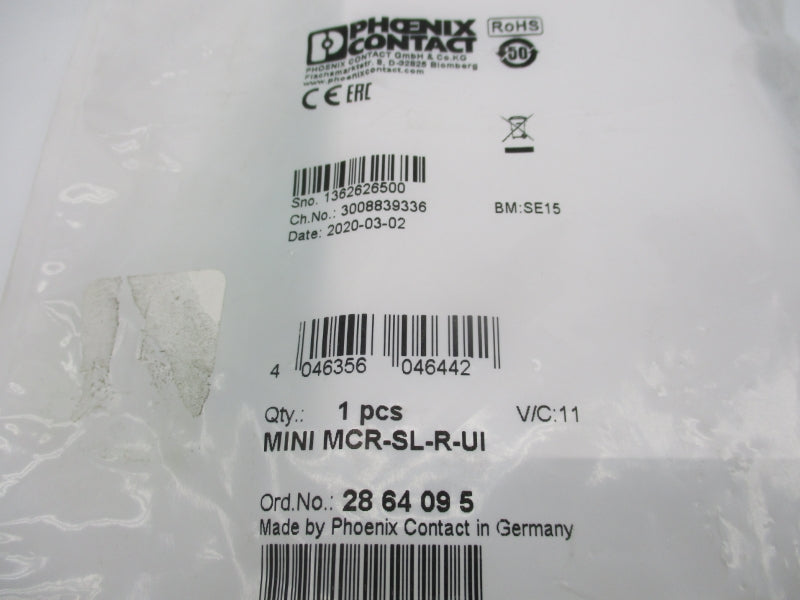 PHŒNIX
CONTACT
RoHS
50
PHOENIX CONTACT GmbH & Co.KG
Flachsmarktstr. 8, D-32825 Blomberg
www.phoenixcontact.com
CE EAC
Sno. 1362626500
Ch.No.: 3008839336
BM:SE15
Date: 2020-03-02
4 046356 046442
Qty.: 1 pcs
V/C:11
MINI MCR-SL-R-UI
Ord.No.: 28 64 09 5
Made by Phoenix Contact in Germany